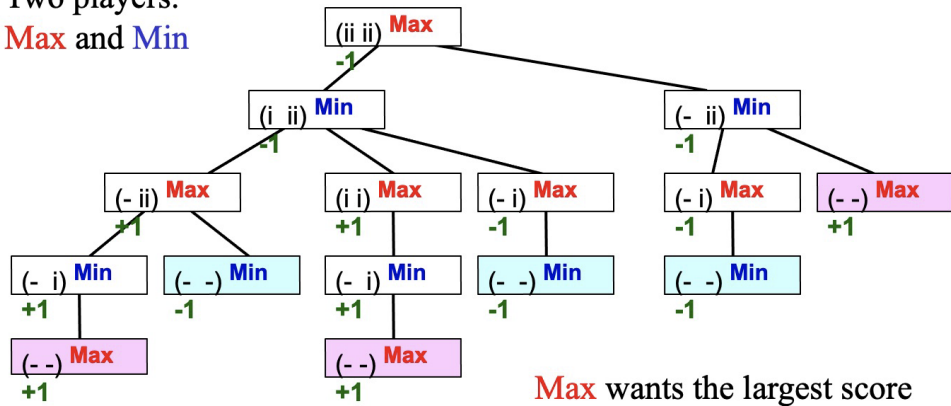 Two players:
Max and Min
(ii ii) Max
-1
(i ii) Min
-1
(- ii) Min
-1
(- ii) Max
+1
(i i) Max
+1
(- i) Max
-1
(- i) Max
-1
(- -) Max
+1
(- i) Min
+1
(- -) Min
-1
(- i) Min
+1
(- -) Min
-1
(- -) Min
-1
(- -) Max
+1
(- -) Max
+1
Max wants the largest score